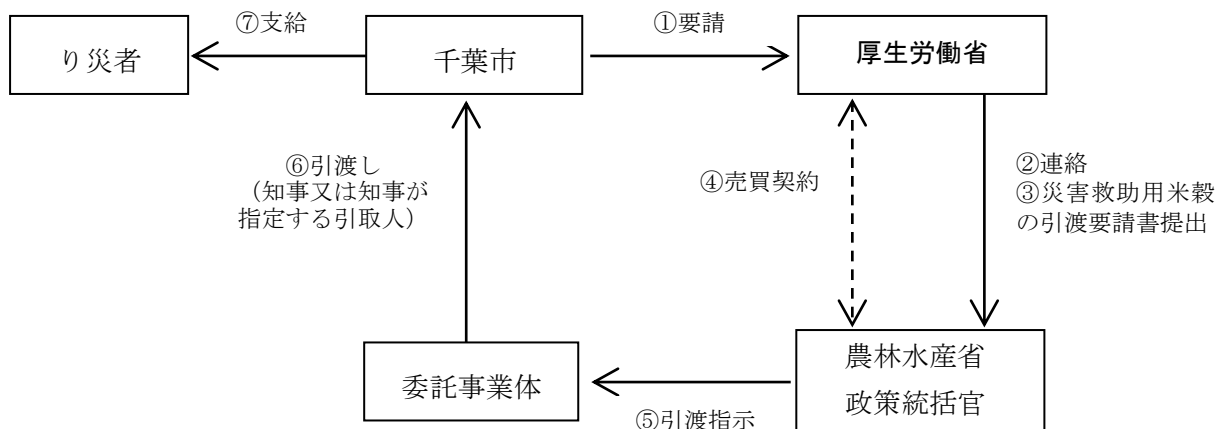 ⑦支給
①要請
り災者
千葉市
厚生労働省
⑥引渡し
(知事又は知事が
指定する引取人)
④売買契約
②連絡
③災害救助用米穀
の引渡要請書提出
委託事業体
農林水産省
政策統括官
⑤引渡指示